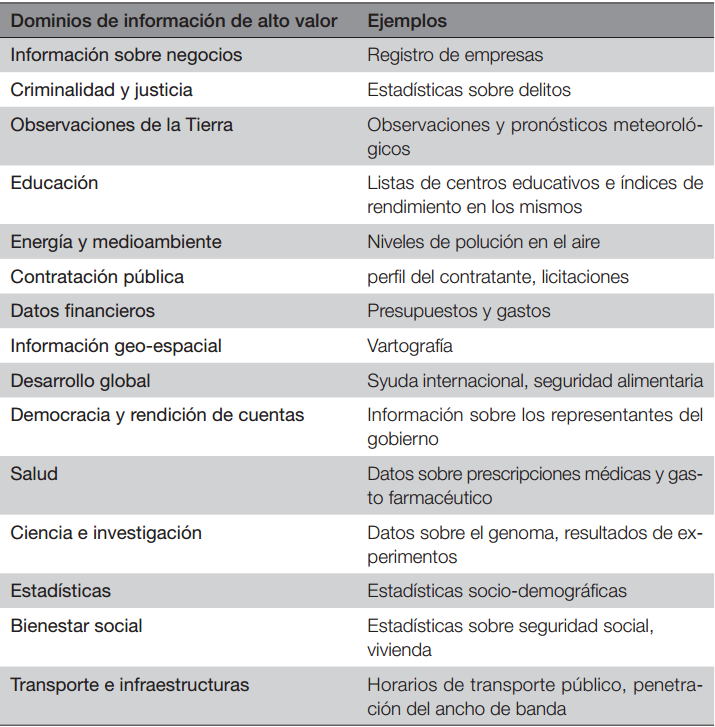 Dominios de información de alto valor Ejemplos
Información sobre negocios Registro de empresas
Criminalidad y justicia Estadísticas sobre delitos
Observaciones de la Tierra Observaciones y pronósticos meteoroló-
gicos
Educación Listas de centros educativos e índices de
rendimiento en los mismos
Energía y medioambiente Niveles de polución en el aire
Contratación pública perfil del contratante, licitaciones
Datos financieros Presupuestos y gastos
Información geo-espacial Vartografía
Desarrollo global Syuda internacional, seguridad alimentaria
Democracia y rendición de cuentas Información sobre los representantes del
gobierno
Salud Datos sobre prescripciones médicas y gas-
to farmacéutico
Ciencia e investigación Datos sobre el genoma, resultados de ex-
perimentos
Estadísticas Estadísticas socio-demográficas
Bienestar social Estadísticas sobre seguridad social,
vivienda
Transporte e infraestructuras Horarios de transporte público, penetra-
ción del ancho de banda